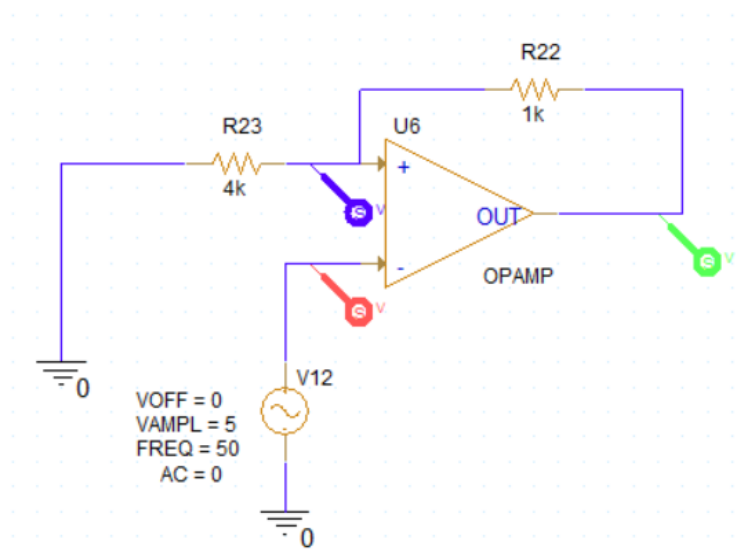 R22
1k
R23
4k
U6
+
V
OUT
V
-
OPAMP
V
V12
0
VOFF = 0
VAMPL = 5
FREQ = 50
AC = 0
0